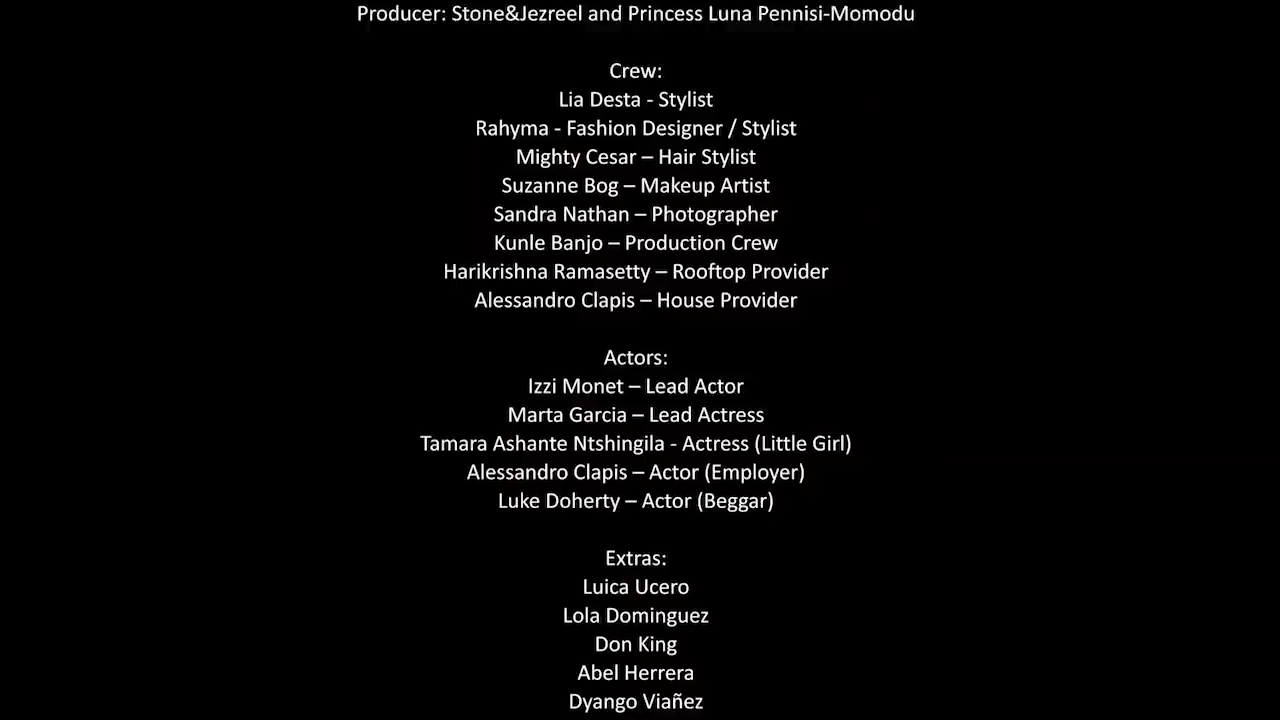 Producer: Stone&Jezreel and Princess Luna Pennisi-Momodu
Crew:
Lia Desta - Stylist
Rahyma - Fashion Designer / Stylist
Mighty Cesar – Hair Stylist
Suzanne Bog – Makeup Artist
Sandra Nathan – Photographer
Kunle Banjo – Production Crew
Harikrishna Ramasetty – Rooftop Provider
Alessandro Clapis – House Provider
Actors:
Izzi Monet – Lead Actor
Marta Garcia – Lead Actress
Tamara Ashante Ntshingila - Actress (Little Girl)
Alessandro Clapis – Actor (Employer)
Luke Doherty – Actor (Beggar)
Extras:
Luica Ucero
Lola Dominguez
Don King
Abel Herrera
Dyango Viañez